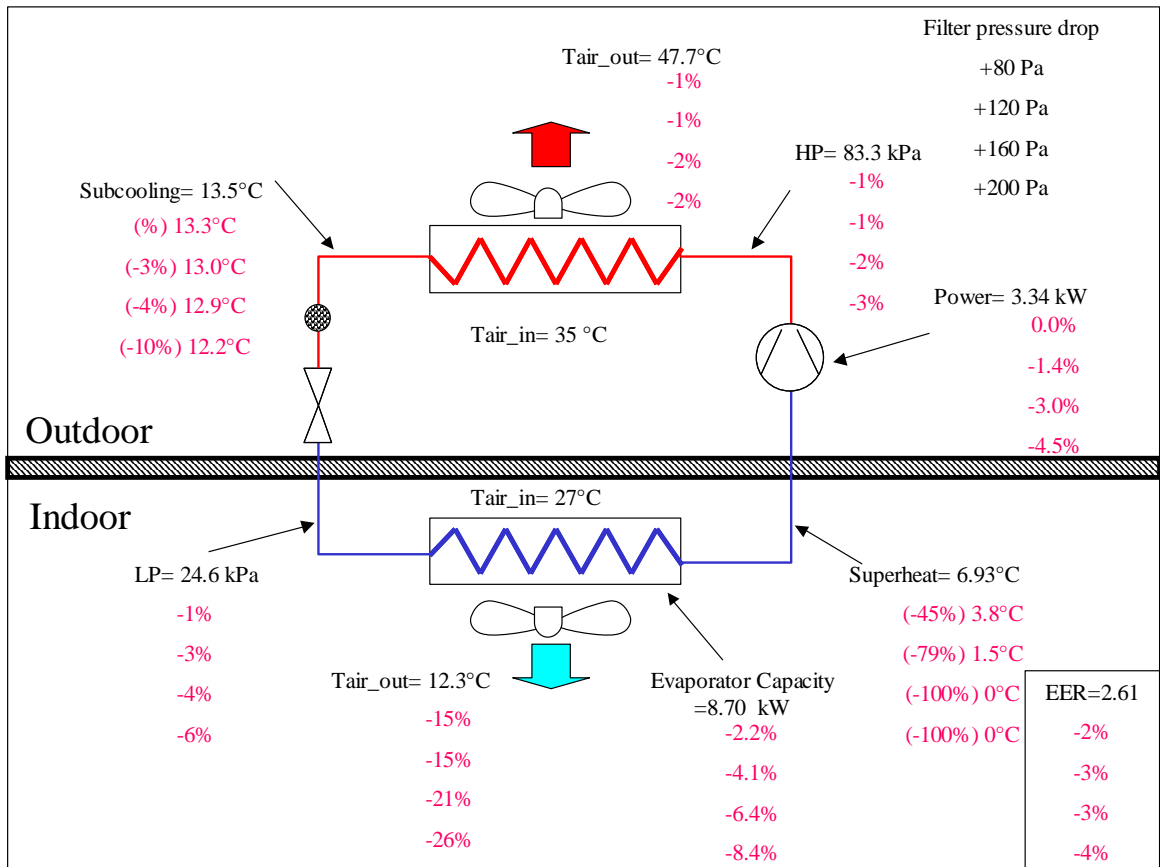 Filter pressure drop
+80 Pa
+120 Pa
+160 Pa
+200 Pa
Tair_out= 47.7°C
-1%
-1%
-2%
-2%
HP= 83.3 kPa
-1%
-1%
-2%
-3%
Subcooling= 13.5°C
(%) 13.3°C
(-3%) 13.0°C
(-4%) 12.9°C
(-10%) 12.2°C
Tair_in= 35 °C
Power= 3.34 kW
0.0%
-1.4%
-3.0%
-4.5%
Outdoor
Indoor
Tair_in= 27°C
LP= 24.6 kPa
-1%
-3%
-4%
-6%
Tair_out= 12.3°C
-15%
-15%
-21%
-26%
Evaporator Capacity
=8.70 kW
-2.2%
-4.1%
-6.4%
-8.4%
Superheat= 6.93°C
(-45%) 3.8°C
(-79%) 1.5°C
(-100%) 0°C
(-100%) 0°C
EER=2.61
-2%
-3%
-3%
-4%